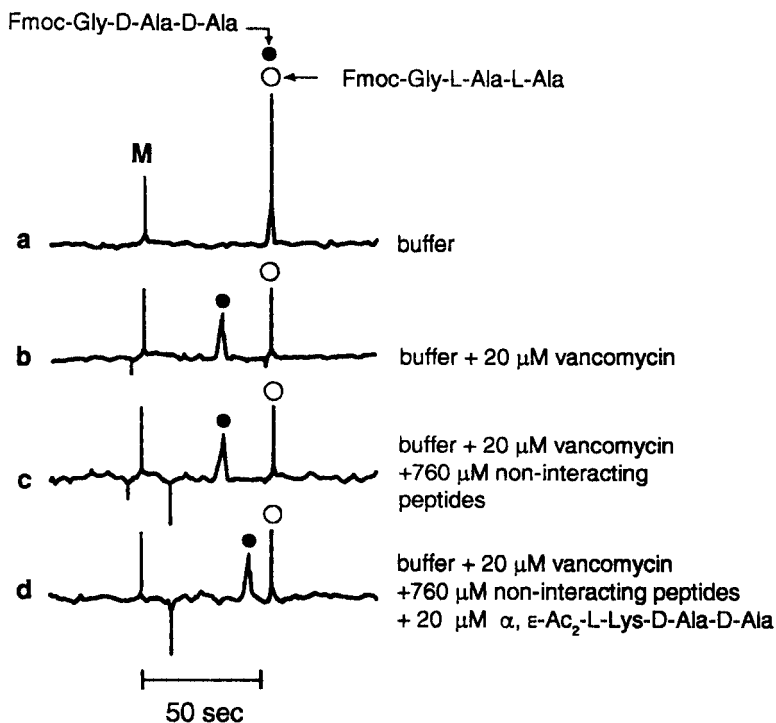 Fmoc-Gly-D-Ala-D-Ala
Fmoc-Gly-L-Ala-L-Ala
M
a
buffer
b
buffer + 20 μM vancomycin
c
buffer + 20 μM vancomycin
+760 μM non-interacting
peptides
d
buffer + 20 μM vancomycin
+760 μM non-interacting peptides
+ 20 μM α, ε-Ac₂-L-Lys-D-Ala-D-Ala
50 sec